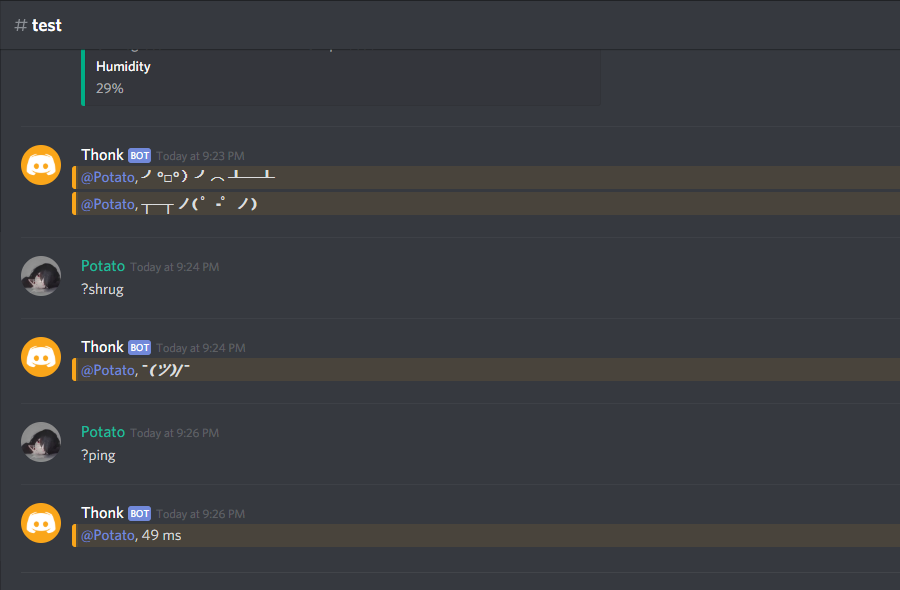 # test
Humidity
29%
Thonk BOT Today at 9:23 PM
@Potato, ╯°□°）╯︵ ┻━┻
@Potato, ┬─┬ ノ( ゜-゜ノ)
Potato Today at 9:24 PM
?shrug
Thonk BOT Today at 9:24 PM
@Potato, ¯(ツ)/¯
Potato Today at 9:26 PM
?ping
Thonk BOT Today at 9:26 PM
@Potato, 49 ms